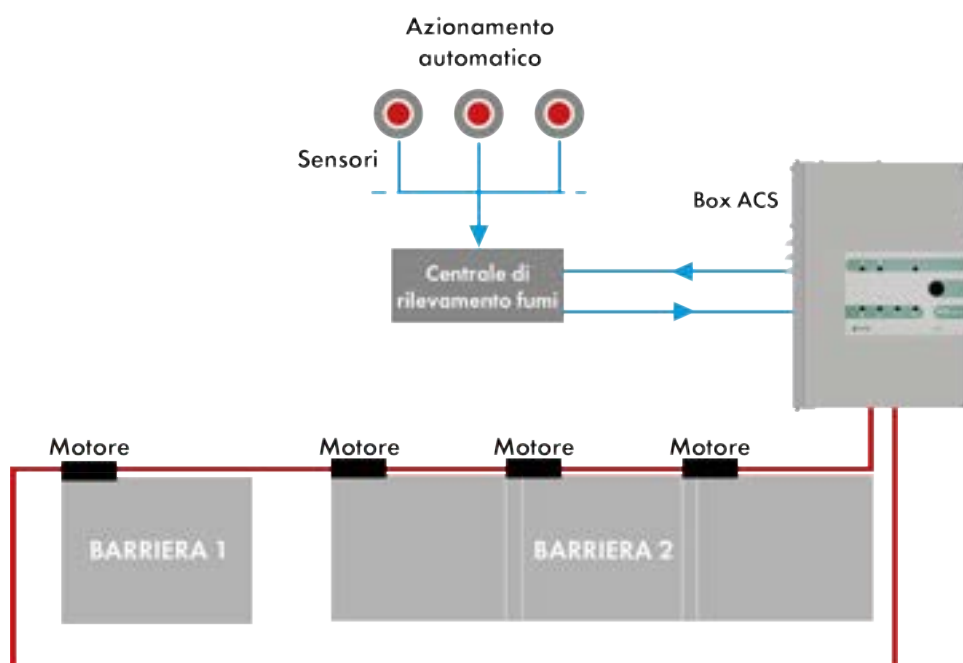 Azionamento
automatico
Sensori
Box ACS
Centrale di
rilevamento fumi
Motore
Motore
Motore
Motore
BARRIERA 1
BARRIERA 2